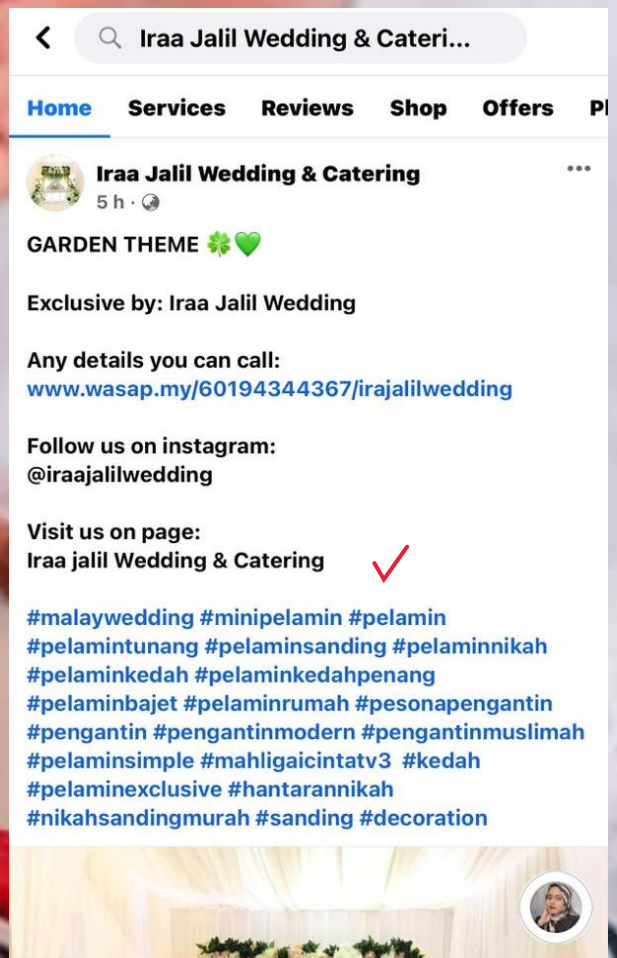 Iraa Jalil Wedding & Cateri...
Home Services Reviews Shop Offers
Iraa Jalil Wedding & Catering
5 h ·
GARDEN THEME 🍀💚
Exclusive by: Iraa Jalil Wedding
Any details you can call:
www.wasap.my/60194344367/irajalilwedding
Follow us on instagram:
@iraajalilwedding
Visit us on page:
Iraa jalil Wedding & Catering
#malaywedding #minipelamin #pelamin
#pelamintunang #pelaminsanding #pelaminnikah
#pelaminkedah #pelaminkedahpenang
#pelaminbajet #pelaminrumah #pesonapengantin
#pengantin #pengantinmodern #pengantinmuslimah
#pelaminsimple #mahligaicintatv3 #kedah
#pelaminexclusive #hantarannikah
#nikahsandingmurah #sanding #decoration